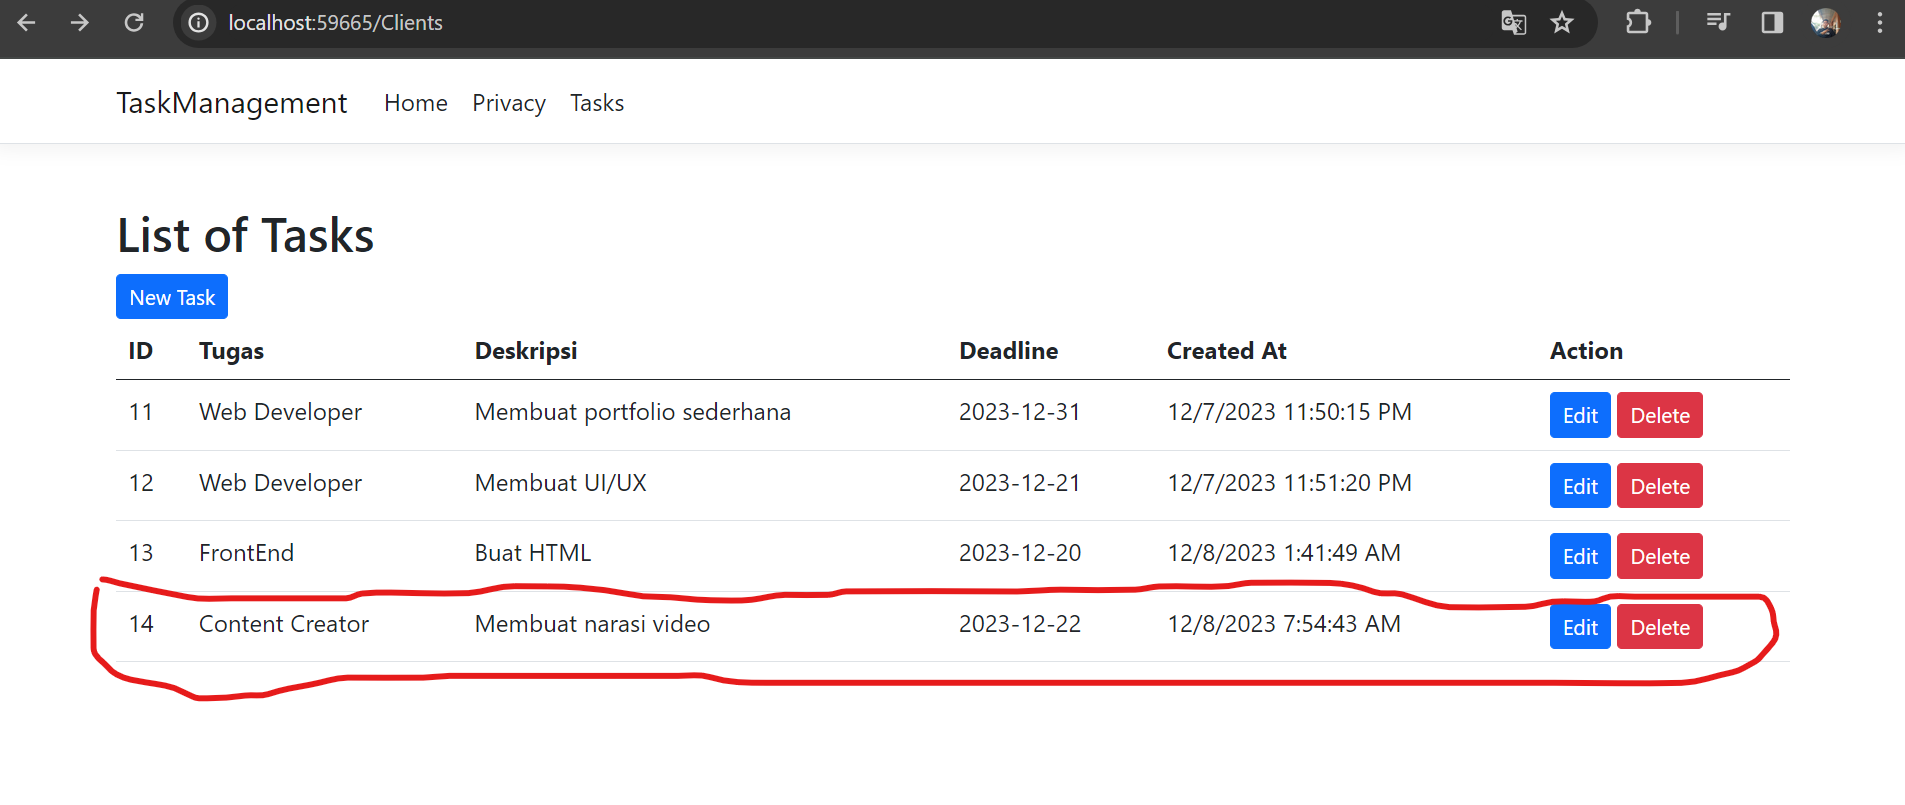 localhost:59665/Clients
TaskManagement Home Privacy Tasks
List of Tasks
New Task
ID Tugas Deskripsi Deadline Created At Action
11 Web Developer Membuat portfolio sederhana 2023-12-31 12/7/2023 11:50:15 PM Edit Delete
12 Web Developer Membuat UI/UX 2023-12-21 12/7/2023 11:51:20 PM Edit Delete
13 FrontEnd Buat HTML 2023-12-20 12/8/2023 1:41:49 AM Edit Delete
14 Content Creator Membuat narasi video 2023-12-22 12/8/2023 7:54:43 AM Edit Delete